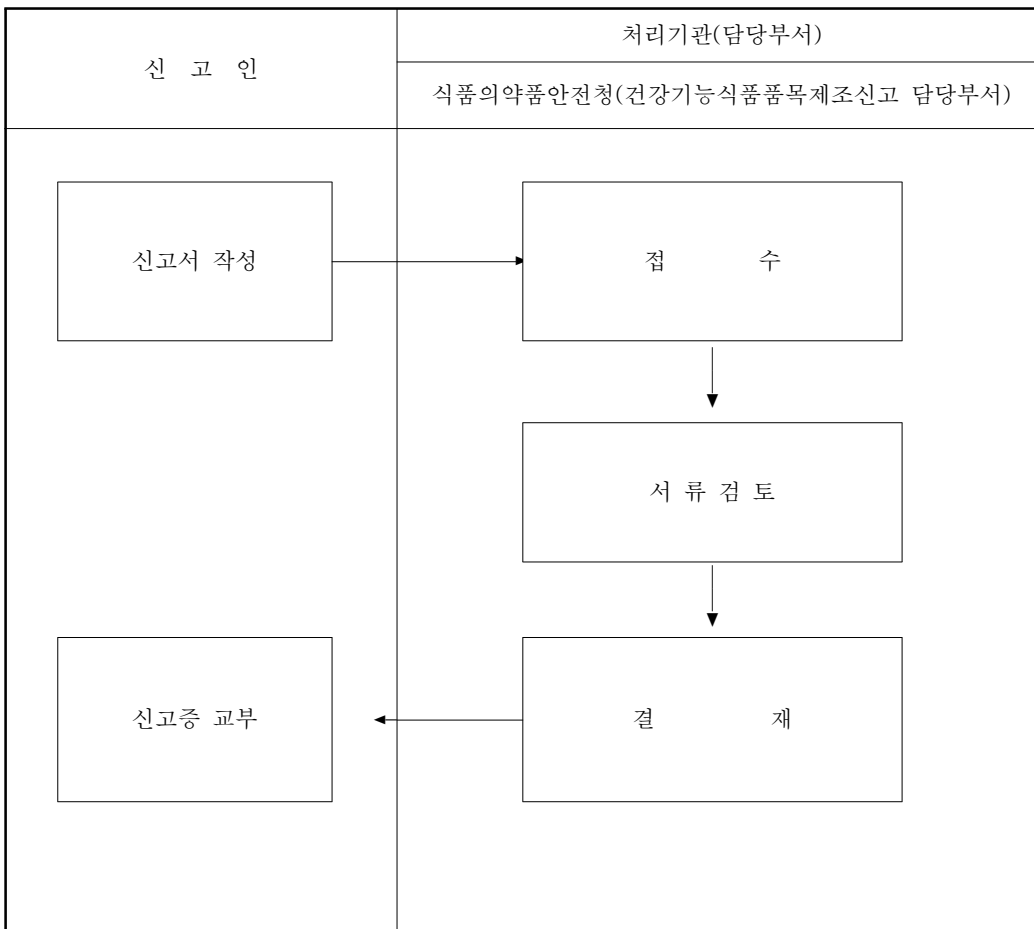 신 고 인
처리기관(담당부서)
식품의약품안전청(건강기능식품품목제조신고 담당부서)
신고서 작성
접 수
서 류 검 토
결 재
신고증 교부